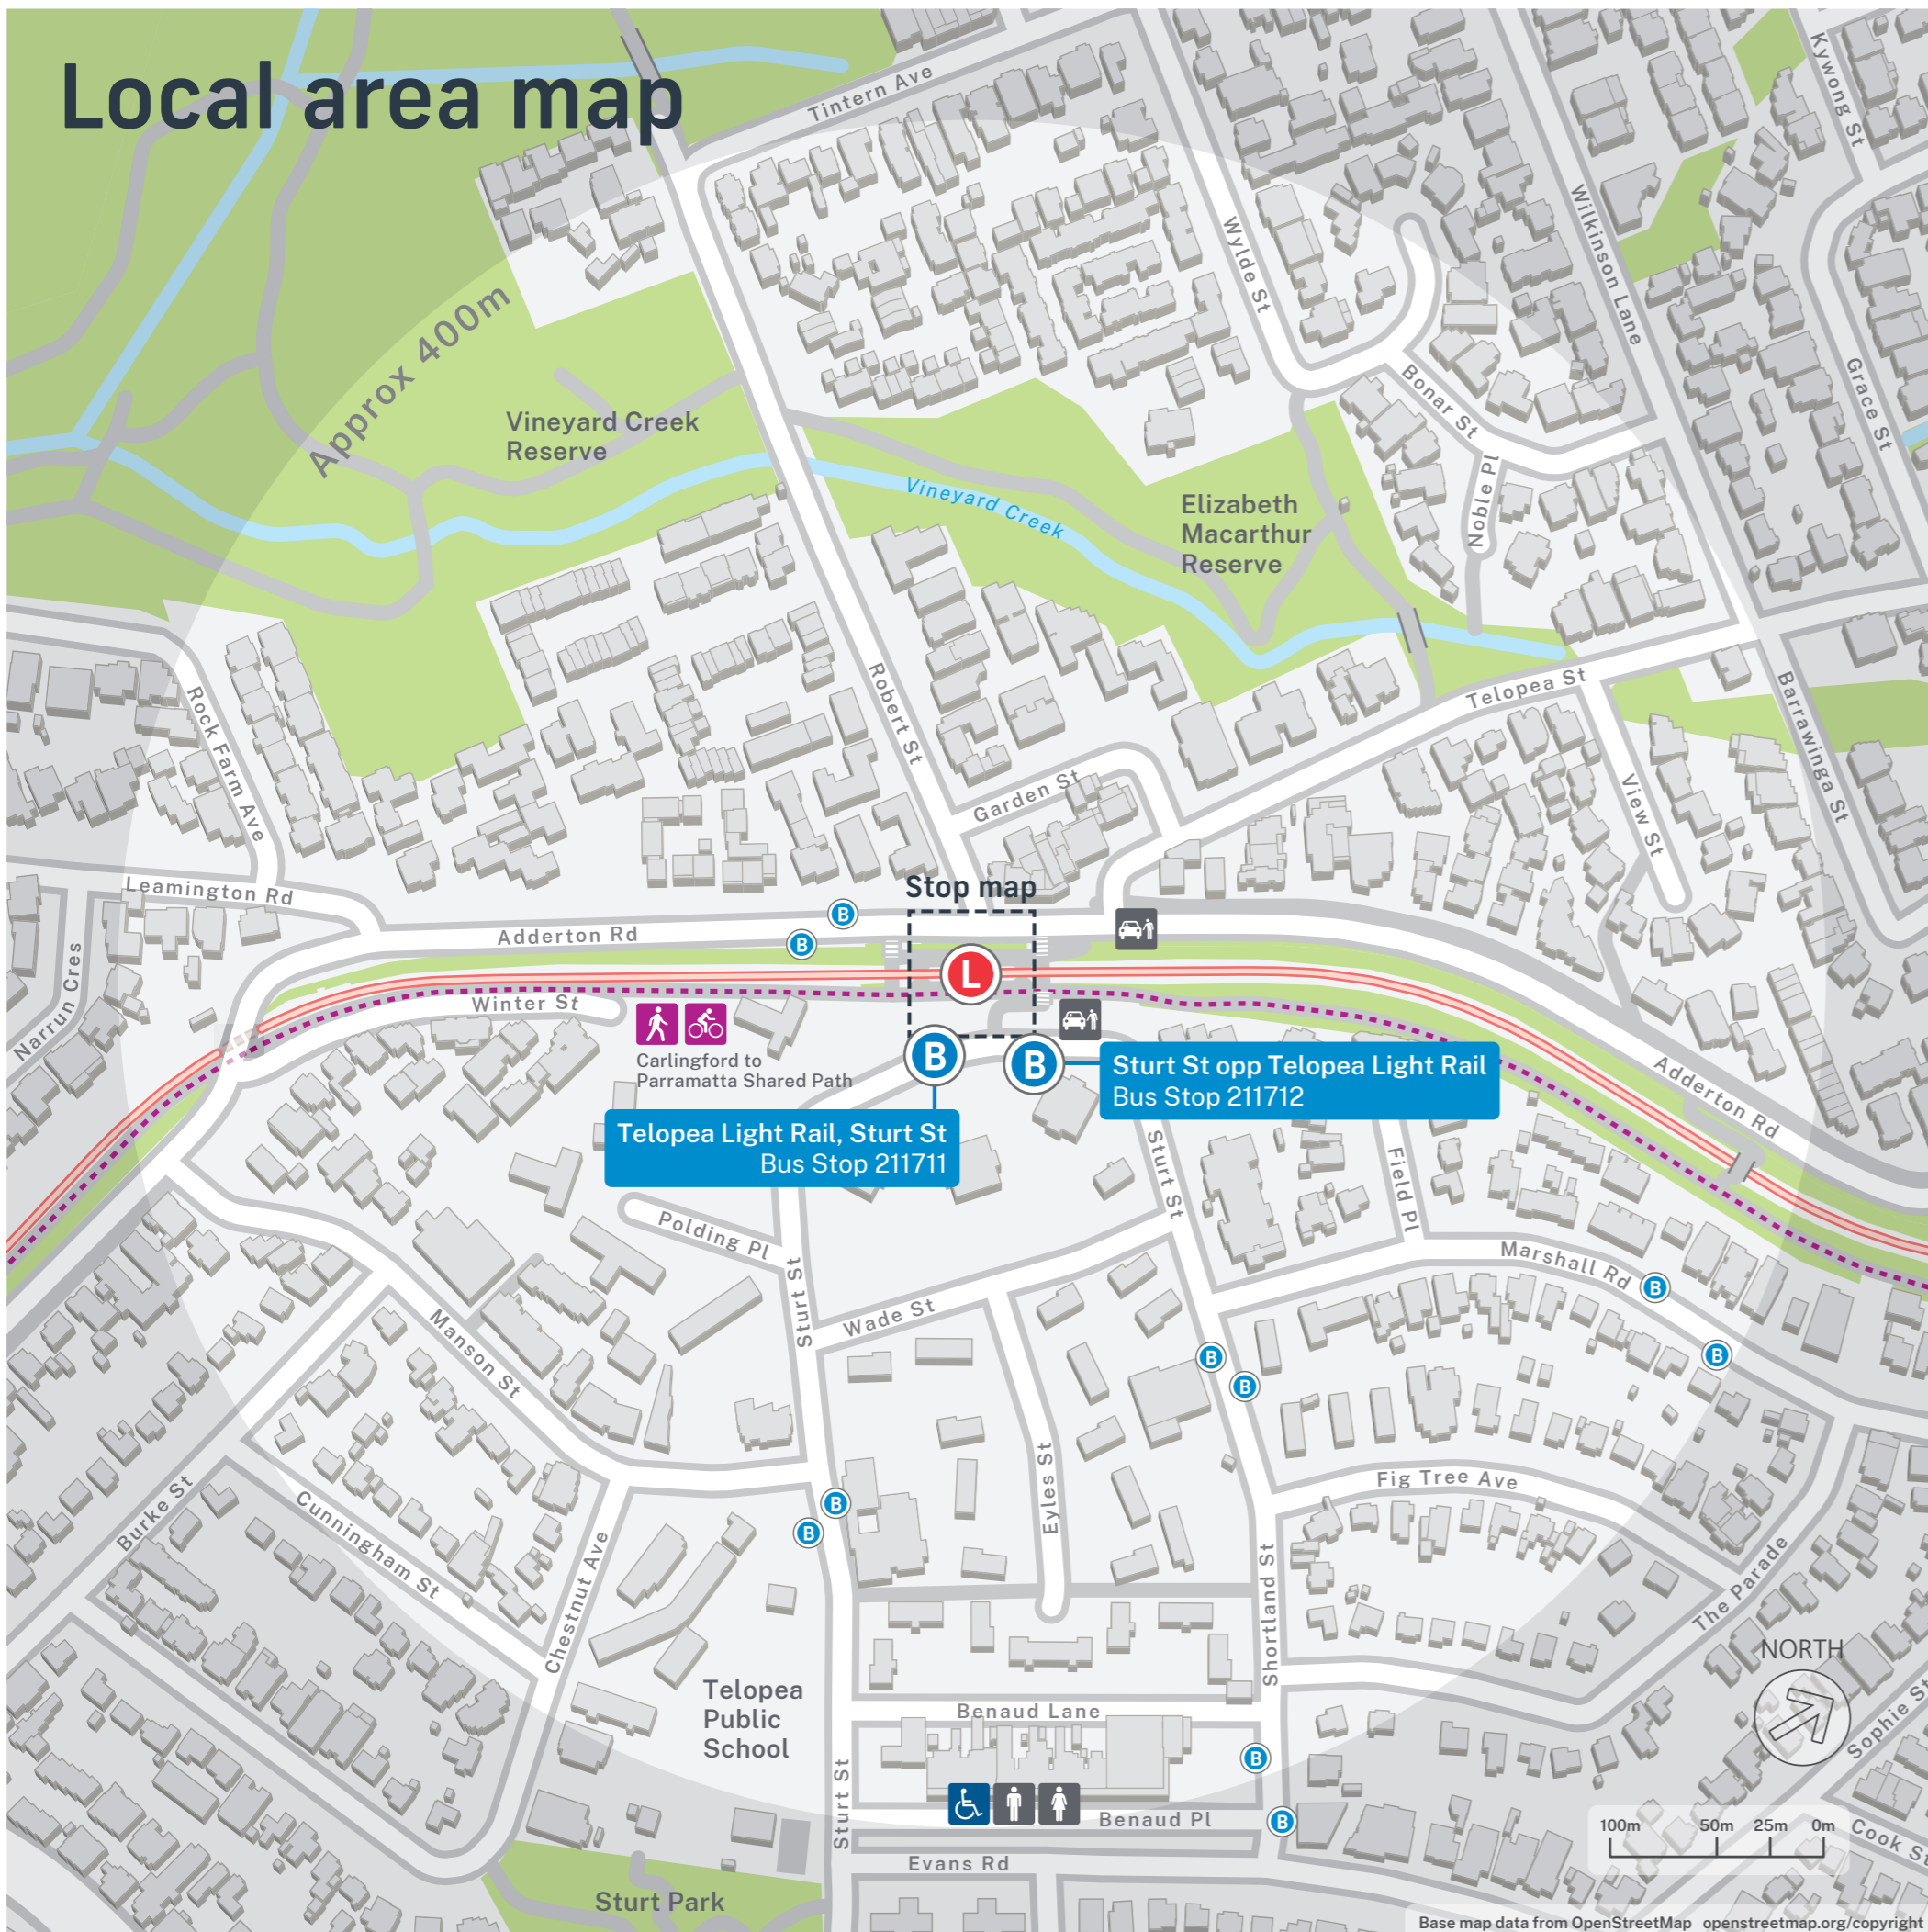 Local area map
Tintern Ave
Kywong St
Wilkinson Lane
Wylde St
Approx 400m
Grace St
Vineyard Creek
Reserve
Bonar St
Noble Pl
Vineyard Creek
Elizabeth
Macarthur
Reserve
Telopea St
Barrawinga St
Rock Farm Ave
Robert St
Garden St
View St
Leamington Rd
Stop map
B
Adderton Rd
B
L
Narrun Cres
Winter St
Carlingford to
Parramatta Shared Path
B
B
Sturt St opp Telopea Light Rail
Bus Stop 211712
Adderton Rd
Telopea Light Rail, Sturt St
Bus Stop 211711
Sturt St
Field Pl
Polding Pl
Marshall Rd
B
Sturt St
Wade St
Manson St
B
B
B
Eyles St
Fig Tree Ave
B
B
Burke St
Cunningham St
Chestnut Ave
Shortland St
The Parade
NORTH
Telopea
Public
School
Benaud Lane
Sophie St
B
Sturt St
Benaud Pl
B
100m 50m 25m 0m
Cook St
Evans Rd
Sturt Park
Base map data from OpenStreetMap openstreetmap.org/copyright